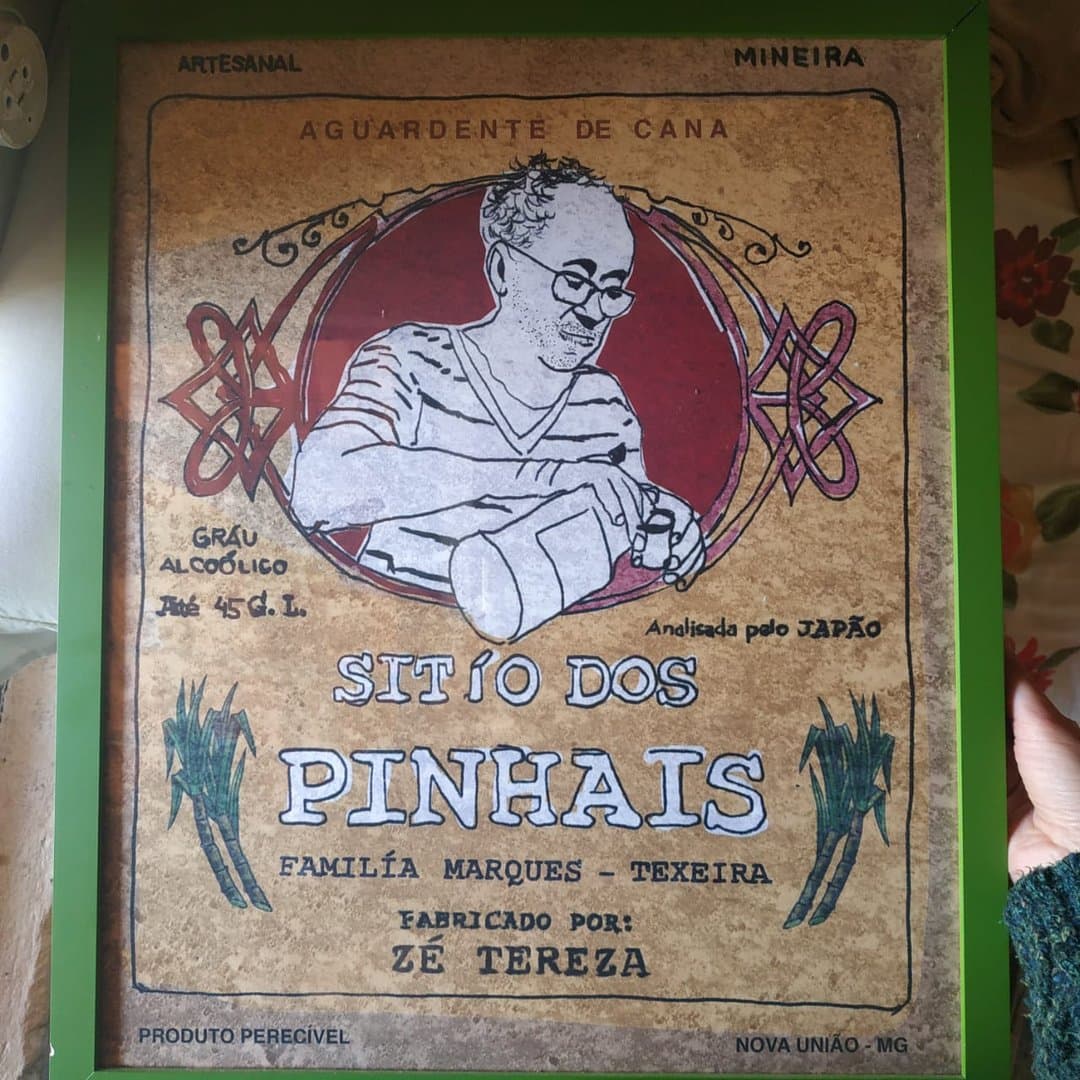 ARTESANAL
MINEIRA
AGUARDENTE DE CANA
GRÁU
ALCOÓLICO
Até 45 G. L.
Analisada pelo JAPÃO
SITÍO DOS
PINHAIS
FAMILÍA MARQUES - TEXEIRA
FABRICADO POR:
ZÉ TEREZA
PRODUTO PERECÍVEL
NOVA UNIÃO - MG